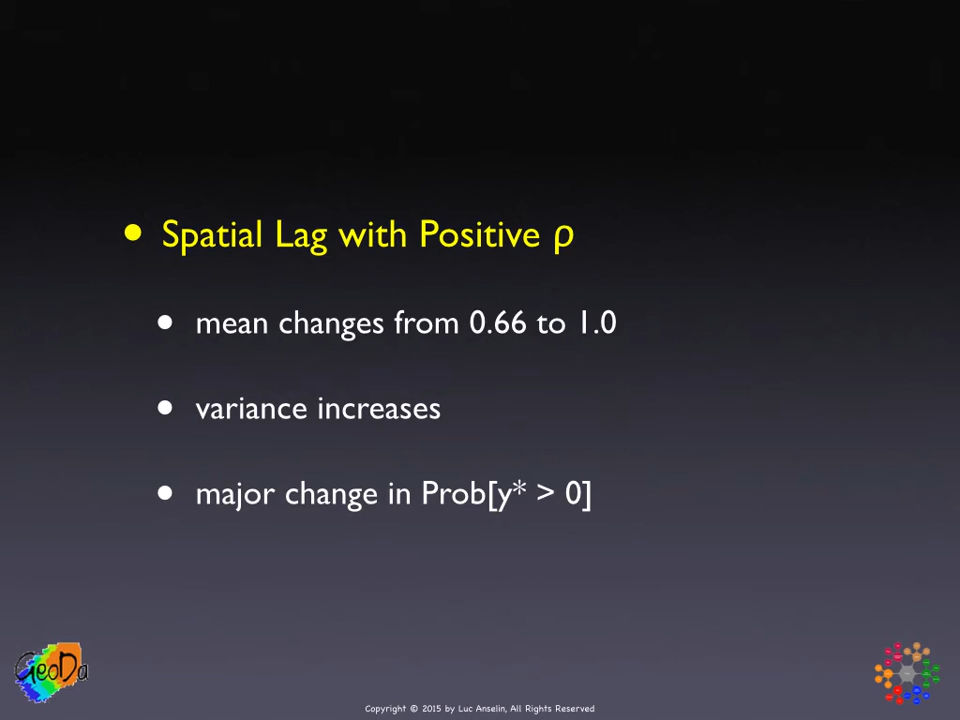 • Spatial Lag with Positive ρ
• mean changes from 0.66 to 1.0
• variance increases
• major change in Prob[y* > 0]
GeoDa
Copyright © 2015 by Luc Anselin, All Rights Reserved